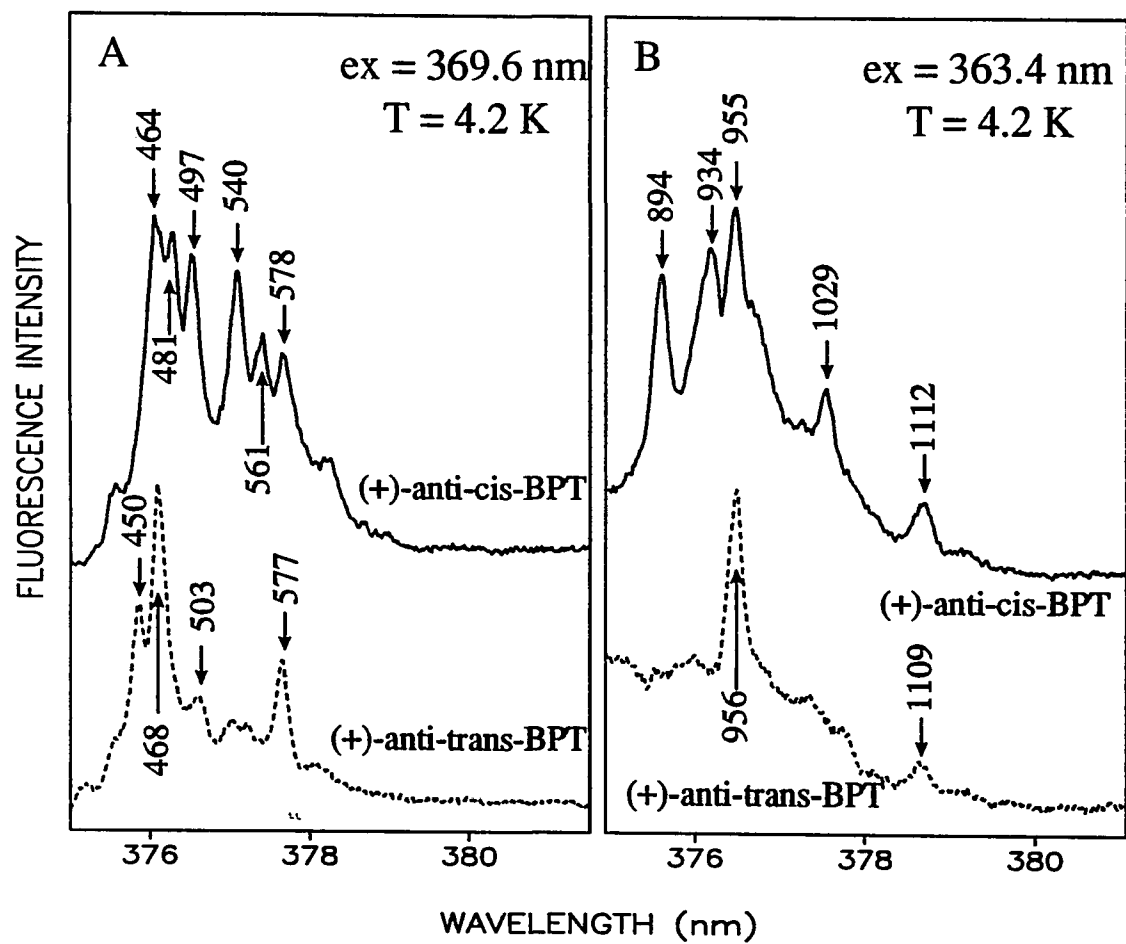 A
ex = 369.6 nm
T = 4.2 K
464
497
540
578
481
561
(+)-anti-cis-BPT
450
503
577
468
(+)-anti-trans-BPT
B
ex = 363.4 nm
T = 4.2 K
894
934
955
1029
1112
(+)-anti-cis-BPT
956
1109
(+)-anti-trans-BPT
FLUORESCENCE INTENSITY
376
378
380
376
378
380
WAVELENGTH (nm)